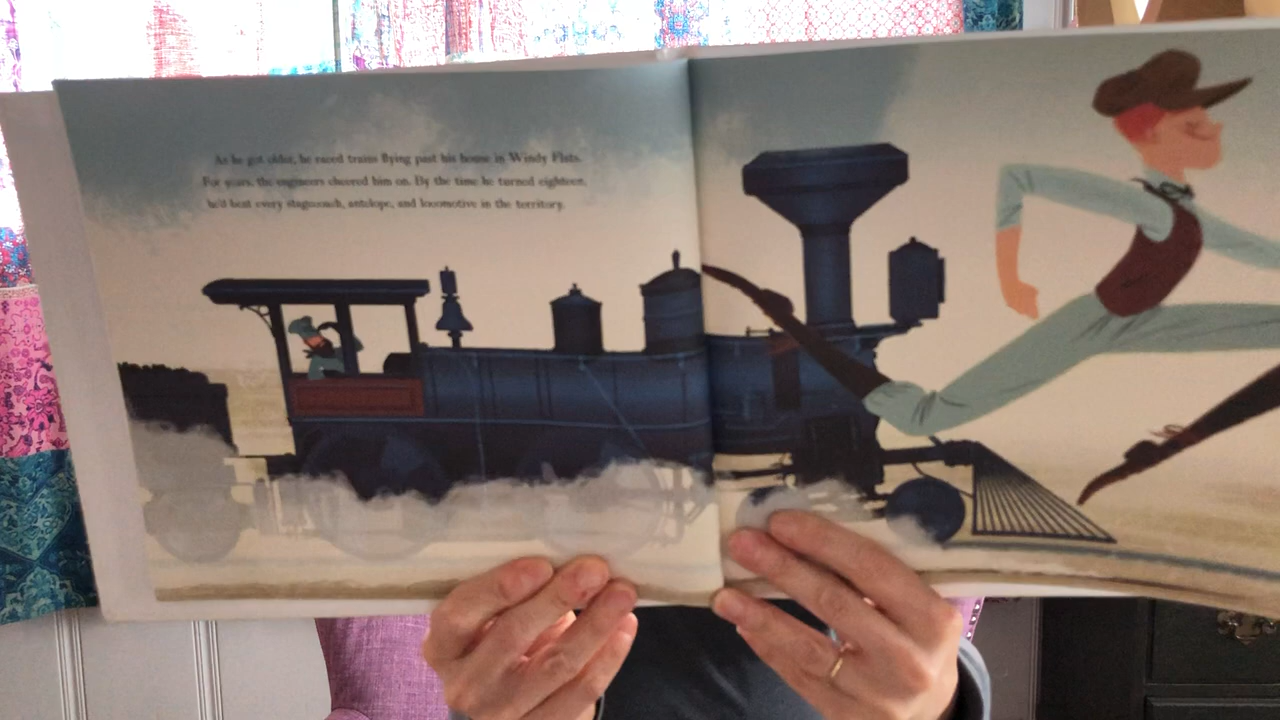 As he got older, he raced trains flying past his house in Windy Flats.
For years, the engineers cheered him on. By the time he turned eighteen,
he'd beat every stagecoach, antelope, and locomotive in the territory.